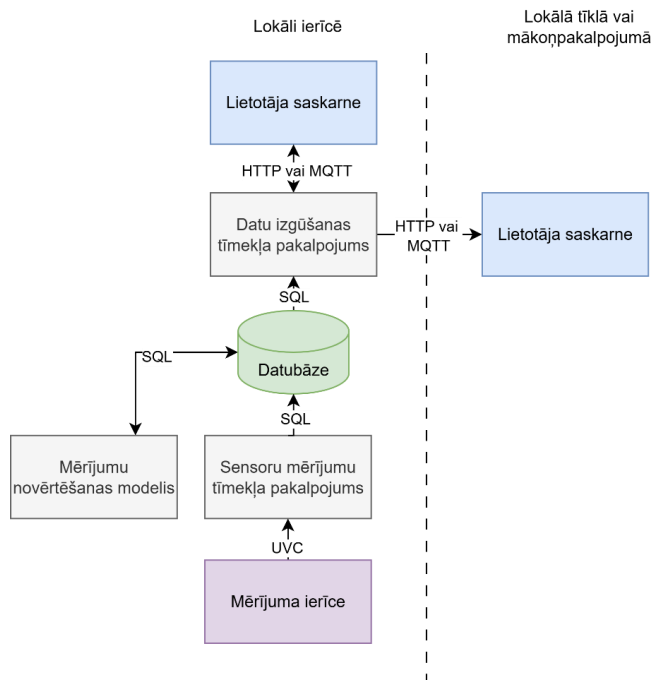 Lokāli ierīcē
Lokālā tīklā vai
mākoņpakalpojumā
Lietotāja saskarne
HTTP vai MQTT
Datu izgūšanas
tīmekļa pakalpojums
HTTP vai
MQTT
Lietotāja saskarne
SQL
Datubāze
SQL
SQL
Mērījumu
novērtēšanas modelis
Sensoru mērījumu
tīmekļa pakalpojums
UVC
Mērījuma ierīce